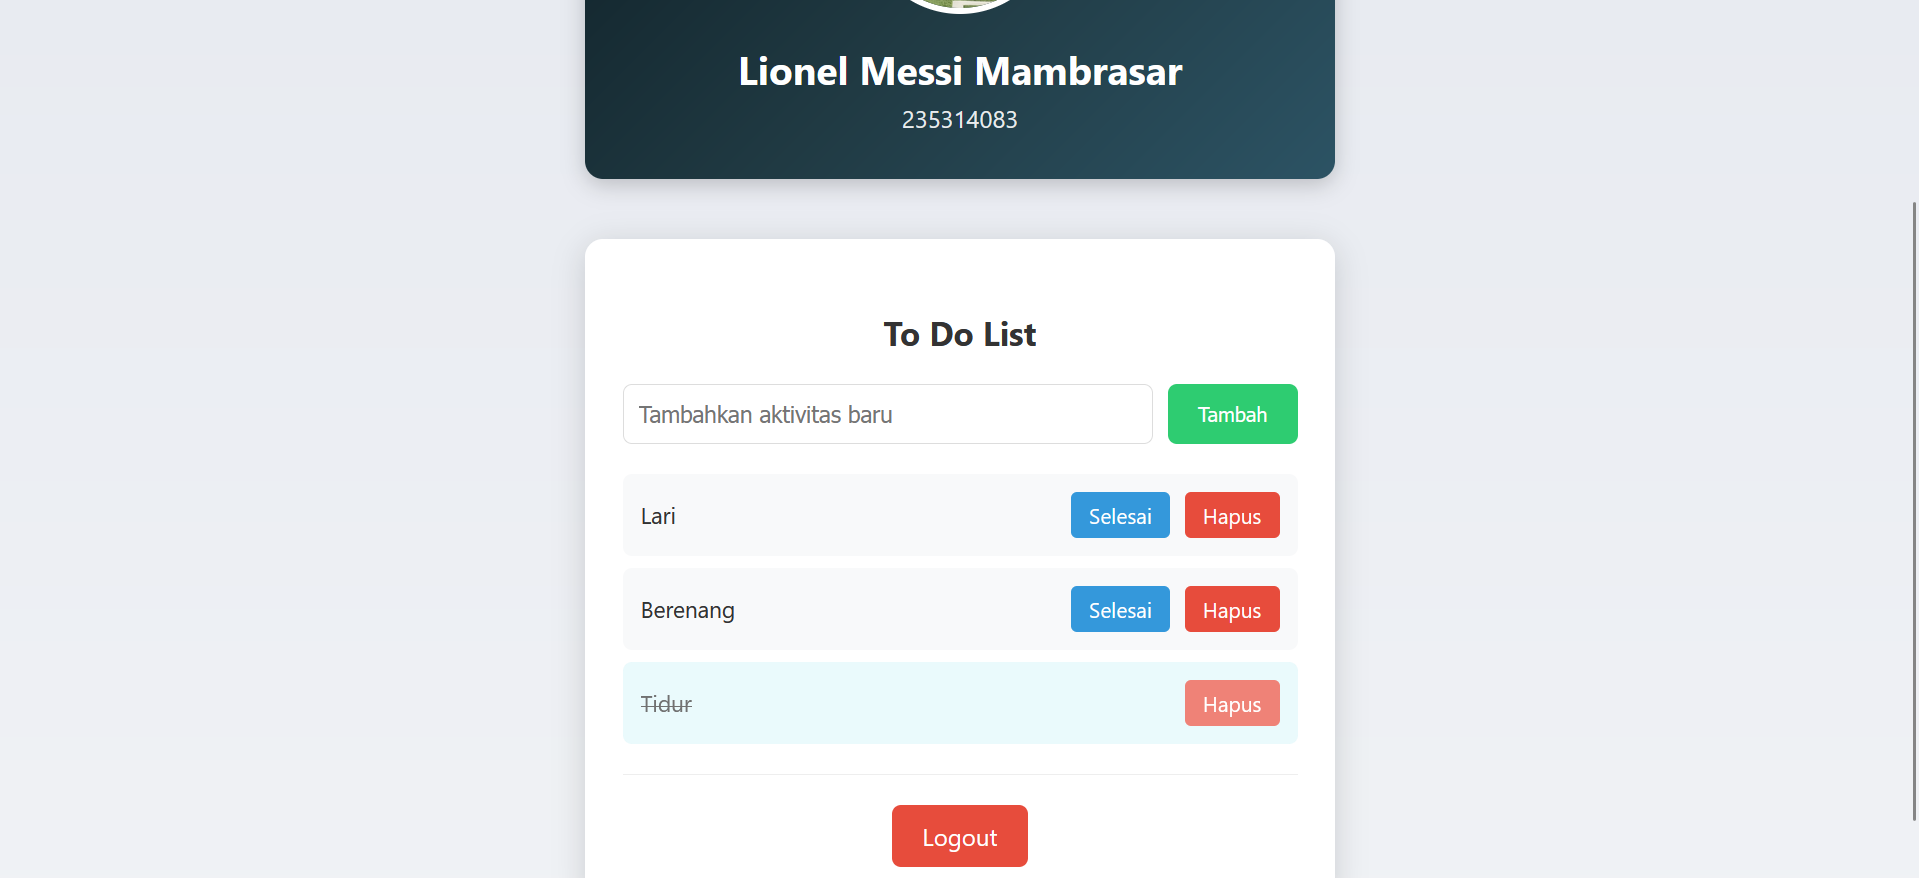 Lionel Messi Mambrasar
235314083
To Do List
Tambahkan aktivitas baru
Tambah
Lari
Selesai
Hapus
Berenang
Selesai
Hapus
Tidur
Hapus
Logout